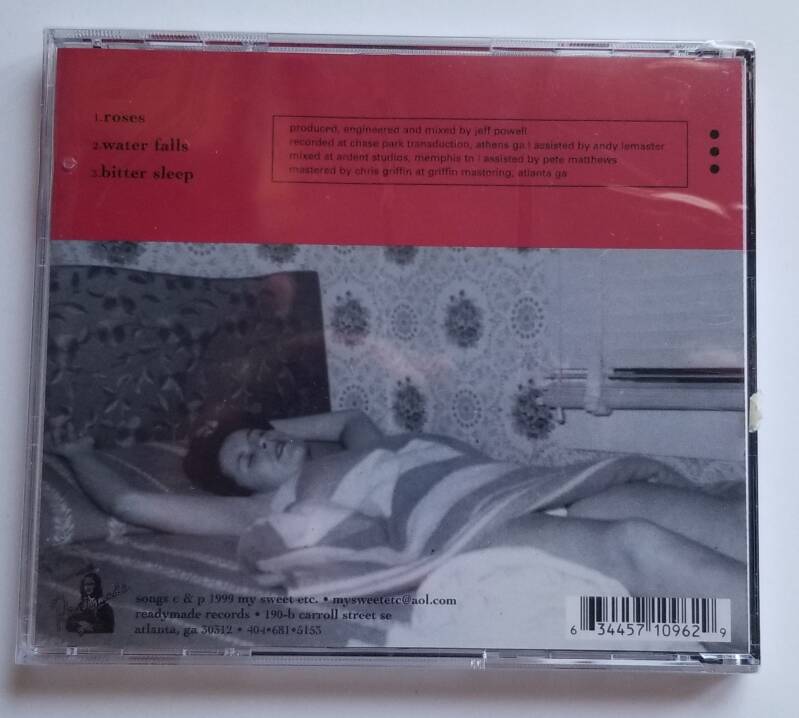 1.roses
2.water falls
3.bitter sleep
produced, engineered and mixed by jeff powell
recorded at chase park transduction, athens ga | assisted by andy lemaster
mixed at ardent studios, memphis tn | assisted by pete matthews
mastered by chris griffin at griffin mastering, atlanta ga
songs c & p 1999 my sweet etc. • mysweetetc@aol.com
readymade records • 190-b carroll street se
atlanta, ga 30312 • 404•681•5153
6 34457 10962 9